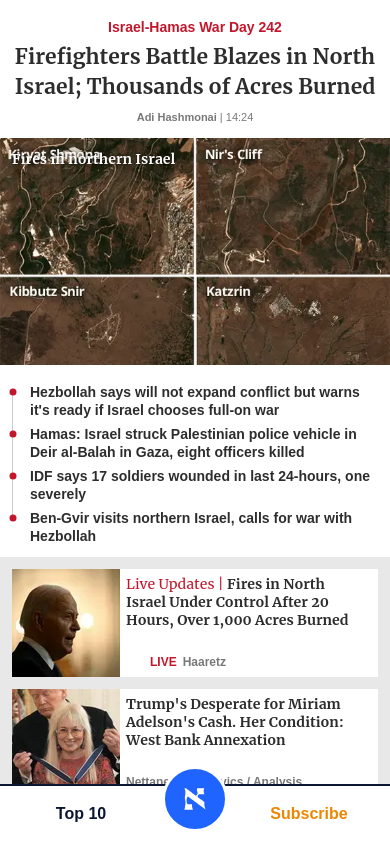 Israel-Hamas War Day 242
Firefighters Battle Blazes in North
Israel; Thousands of Acres Burned
Adi Hashmonai | 14:24
Kiryat Shmona
Fires in northern Israel
Nir's Cliff
Kibbutz Snir
Katzrin
Hezbollah says will not expand conflict but warns
it's ready if Israel chooses full-on war
Hamas: Israel struck Palestinian police vehicle in
Deir al-Balah in Gaza, eight officers killed
IDF says 17 soldiers wounded in last 24-hours, one
severely
Ben-Gvir visits northern Israel, calls for war with
Hezbollah
Live Updates | Fires in North
Israel Under Control After 20
Hours, Over 1,000 Acres Burned
LIVE Haaretz
Trump's Desperate for Miriam
Adelson's Cash. Her Condition:
West Bank Annexation
/ Analysis
Top 10
Subscribe